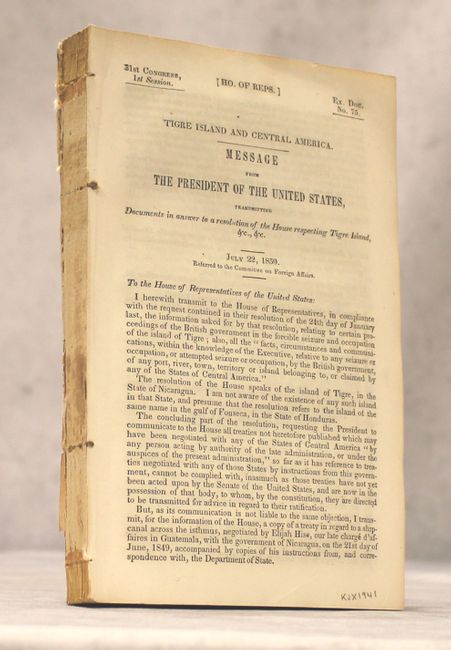 31st Congress,
1st Session.
[HO. OF REPS.]
Ex. Doc.
No. 75.
TIGRE ISLAND AND CENTRAL AMERICA.
MESSAGE
FROM
THE PRESIDENT OF THE UNITED STATES,
TRANSMITTING
Documents in answer to a resolution of the House respecting Tigre Island,
&c., &c.
July 22, 1850.
Referred to the Committee on Foreign Affairs.
To the House of Representatives of the United States:
I herewith transmit to the House of Representatives, in compliance
with the request contained in their resolution of the 24th day of January
last, the information asked for by that resolution, relating to certain pro-
ceedings of the British government in the forcible seizure and occupation
of the island of Tigre; also, all the "facts, circumstances and communi-
cations, within the knowledge of the Executive, relative to any seizure or
occupation, or attempted seizure or occupation, by the British government,
of any port, river, town, territory or island belonging to, or claimed by
any of the States of Central America."
The resolution of the House speaks of the island of Tigre, in the
State of Nicaragua. I am not aware of the existence of any such island
in that State, and presume that the resolution refers to the island of the
same name in the gulf of Fonseca, in the State of Honduras.
The concluding part of the resolution, requesting the President to
communicate to the House all treaties not heretofore published which may
have been negotiated with any of the States of Central America "by
any person acting by authority of the late administration, or under the
auspices of the present administration," so far as it has reference to trea-
ties negotiated with any of those States by instructions from this govern-
ment, cannot be complied with, inasmuch as those treaties have not yet
been acted upon by the Senate of the United States, and are now in the
possession of that body, to whom, by the constitution, they are directed
to be transmitted for advice in regard to their ratification.
But, as its communication is not liable to the same objection, I trans-
mit, for the information of the House, a copy of a treaty in regard to a ship-
canal across the isthmus, negotiated by Elijah Hise, our late chargé d'af-
faires in Guatemala, with the government of Nicaragua, on the 21st day of
June, 1849, accompanied by copies of his instructions from, and corre-
spondence with, the Department of State.
KOX1941